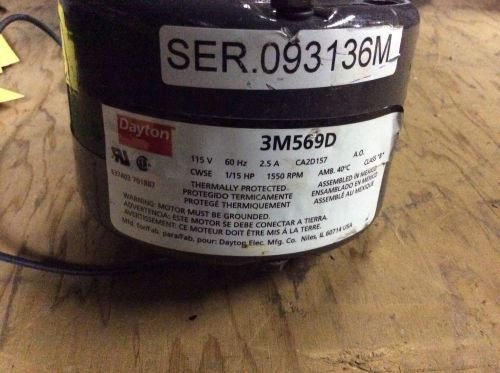 SER.093136M
Dayton
3M569D
115 V 60 Hz 2.5 A CA2D157 A.O.
CWSE 1/15 HP 1550 RPM AMB. 40°C CLASS "B"
THERMALLY PROTECTED ASSEMBLED IN MEXICO
PROTEGIDO TERMICAMENTE ENSAMBLADO EN MEXICO
PROTEGE THERMIQUEMENT ASSEMBLÉ AU MEXIQUE
E37403 701887
WARNING: MOTOR MUST BE GROUNDED.
ADVERTENCIA: ESTE MOTOR SE DEBE CONECTAR A TIERRA.
AVERTISSEMENT: CE MOTEUR DOIT ÊTRE MIS À LA TERRE.
Mfd. for/Fab. para/Fab. pour: Dayton Elec. Mfg. Co. Niles, IL 60714 USA